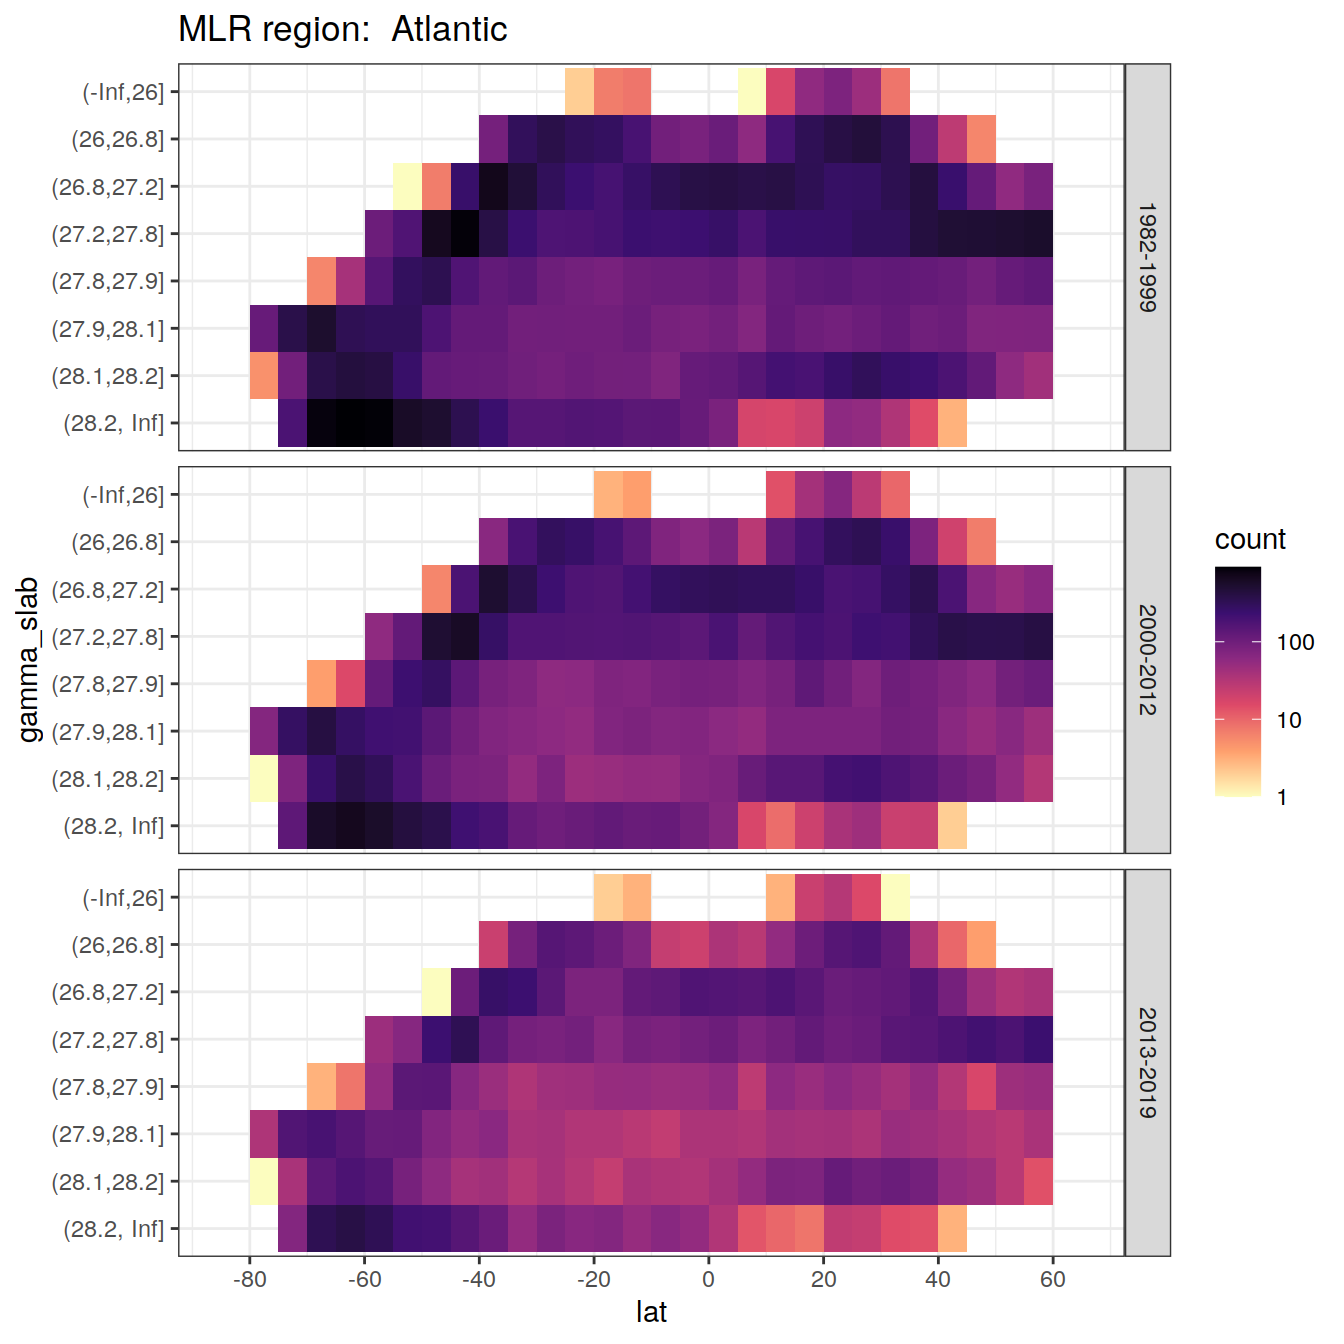 MLR region:  Atlantic
(-Inf,26]
(26,26.8]
(26.8,27.2]
(27.2,27.8]
(27.8,27.9]
(27.9,28.1]
(28.1,28.2]
(28.2, Inf]
1982-1999
(-Inf,26]
(26,26.8]
(26.8,27.2]
(27.2,27.8]
(27.8,27.9]
(27.9,28.1]
(28.1,28.2]
(28.2, Inf]
2000-2012
(-Inf,26]
(26,26.8]
(26.8,27.2]
(27.2,27.8]
(27.8,27.9]
(27.9,28.1]
(28.1,28.2]
(28.2, Inf]
2013-2019
gamma_slab
-80 -60 -40 -20 0 20 40 60
lat
count
100
10
1